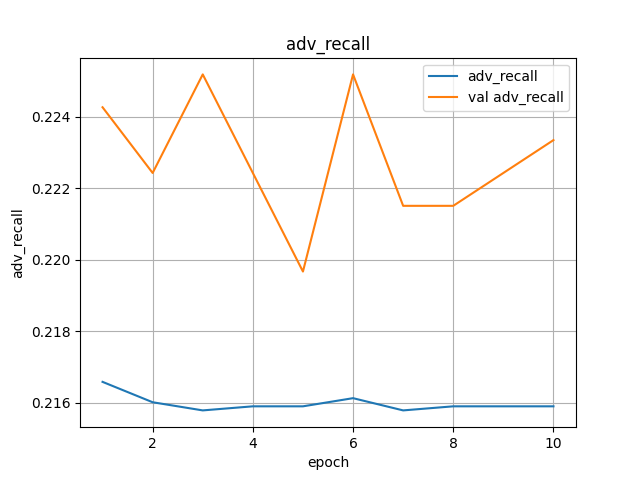 adv_recall
adv_recall
val adv_recall
0.224
0.222
0.220
0.218
0.216
adv_recall
2 4 6 8 10
epoch